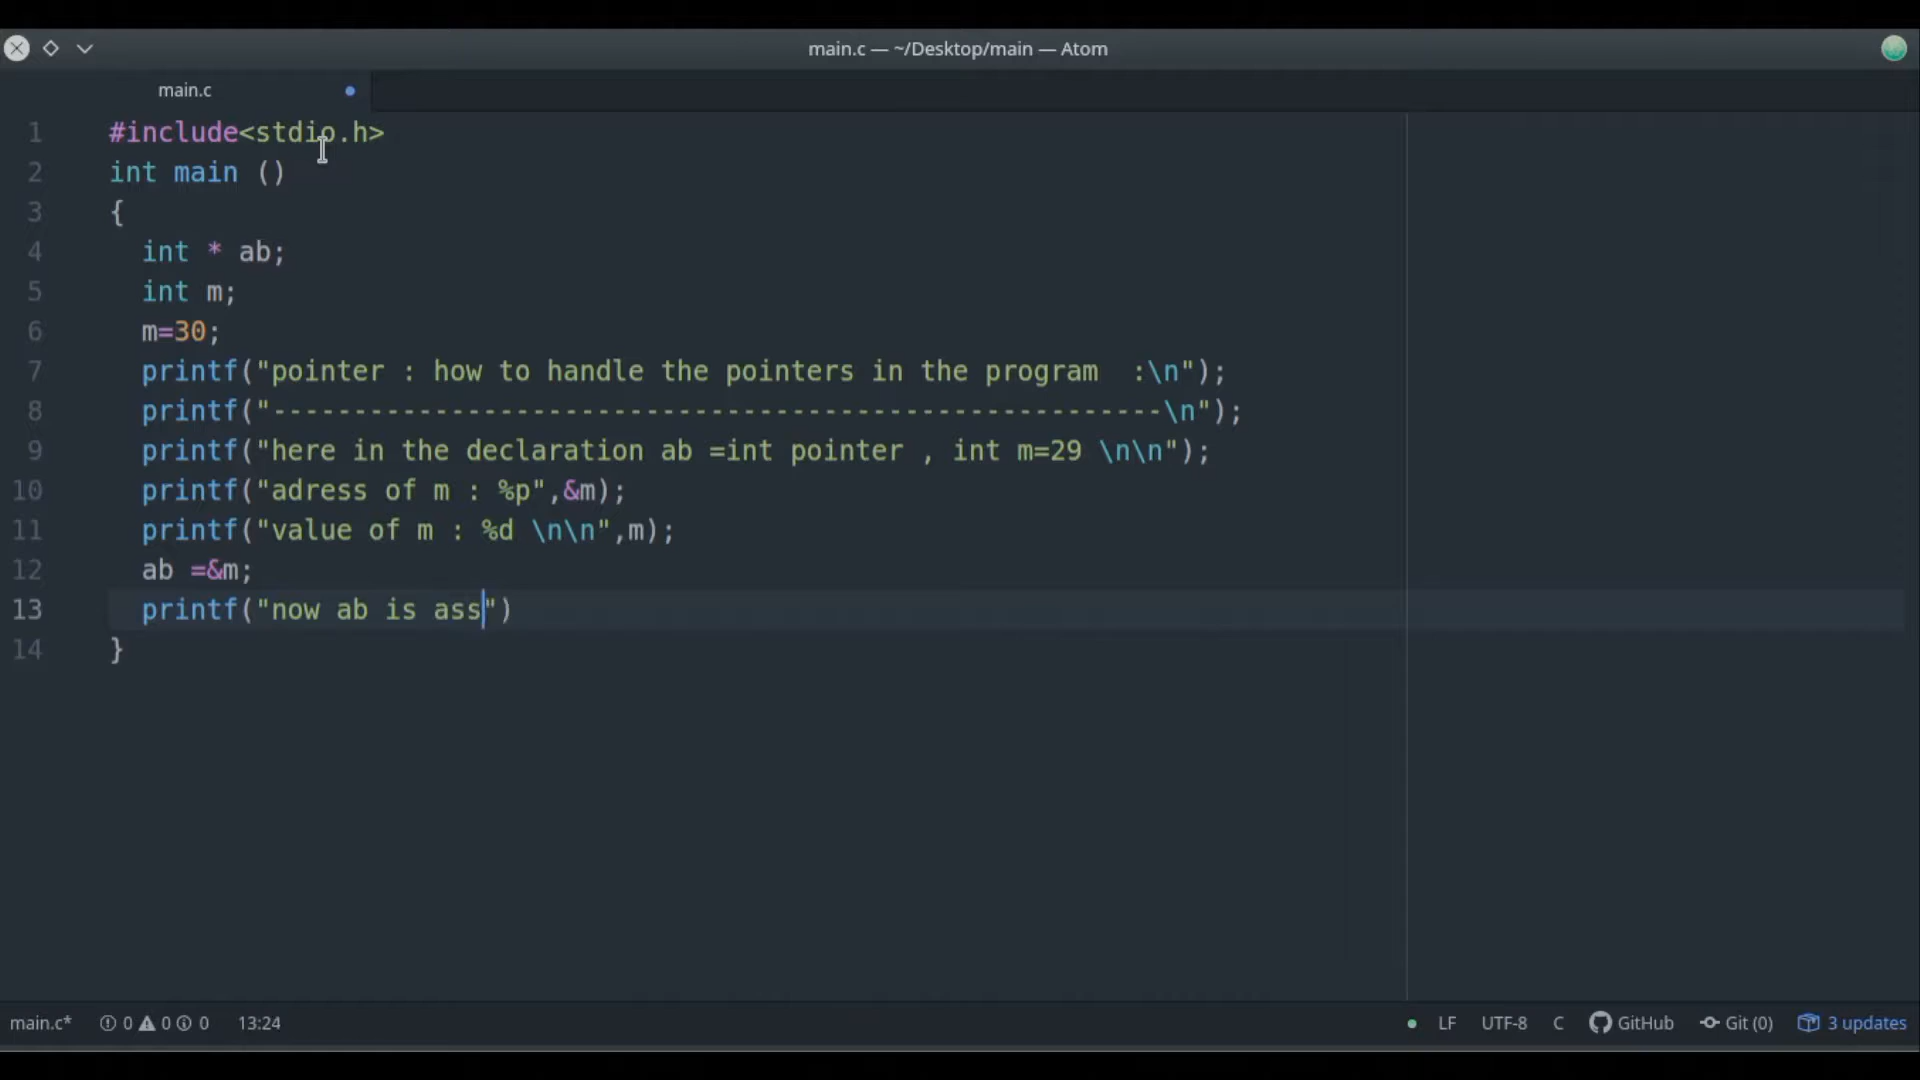 main.c — ~/Desktop/main — Atom
main.c
1 #include<stdio.h>
2 int main ()
3 {
4 int * ab;
5 int m;
6 m=30;
7 printf("pointer : how to handle the pointers in the program  :\n");
8 printf("-------------------------------------------------------\n");
9 printf("here in the declaration ab =int pointer , int m=29 \n\n");
10 printf("adress of m : %p",&m);
11 printf("value of m : %d \n\n",m);
12 ab =&m;
13 printf("now ab is ass")
14 }
main.c* 0 0 0 13:24 LF UTF-8 C GitHub Git (0) 3 updates